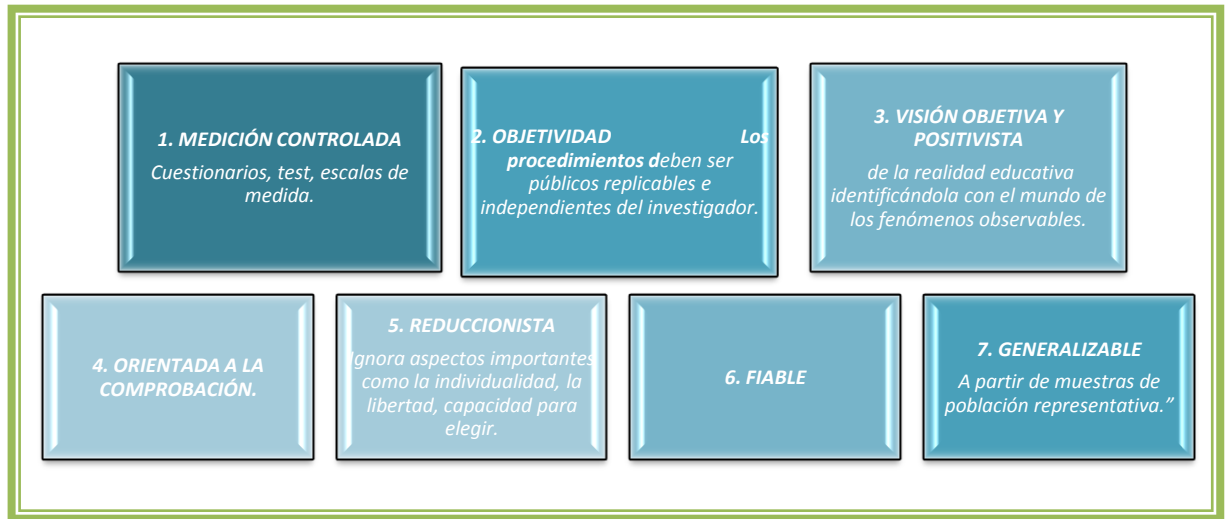 1. MEDICIÓN CONTROLADA
Cuestionarios, test, escalas de
medida.
2. OBJETIVIDAD Los
procedimientos deben ser
públicos replicables e
independientes del investigador.
3. VISIÓN OBJETIVA Y
POSITIVISTA
de la realidad educativa
identificándola con el mundo de
los fenómenos observables.
4. ORIENTADA A LA
COMPROBACIÓN.
5. REDUCCIONISTA
Ignora aspectos importantes
como la individualidad, la
libertad, capacidad para
elegir.
6. FIABLE
7. GENERALIZABLE
A partir de muestras de
población representativa.”